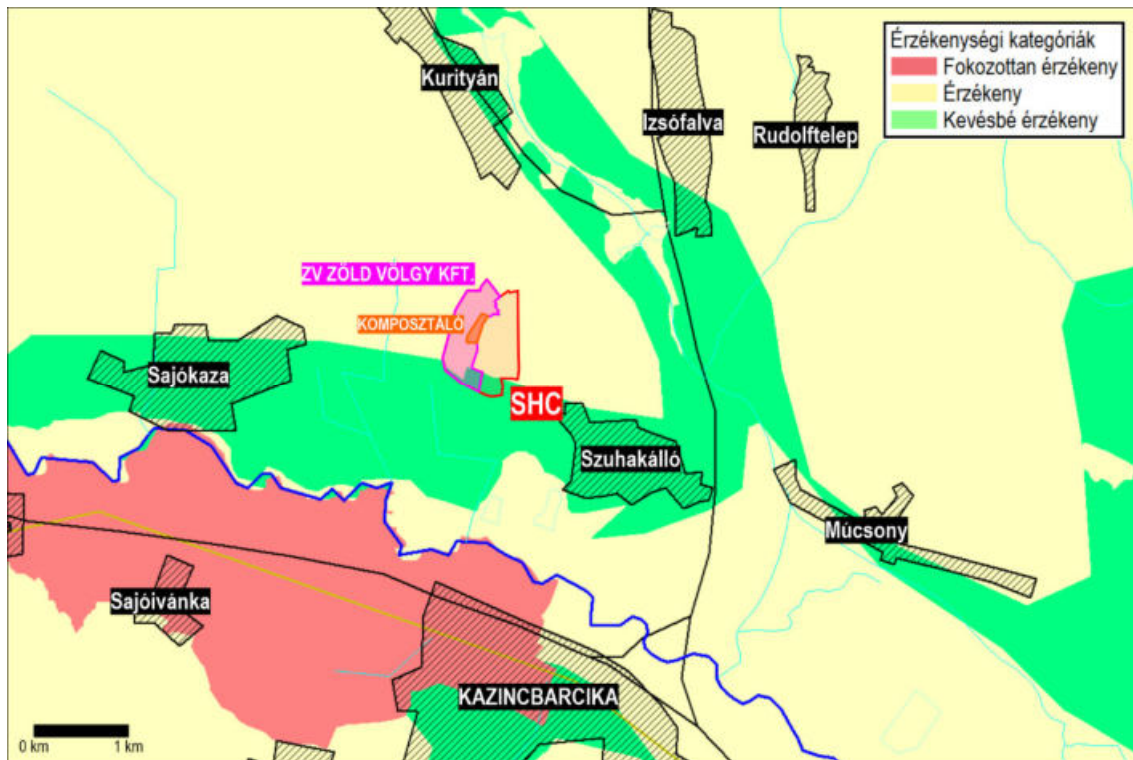 Érzékenységi kategóriák
Fokozottan érzékeny
Érzékeny
Kevésbé érzékeny
Kurityán
Izsófalva
Rudolftelep
ZV ZÖLD VÖLGY KFT.
KOMPOSZTÁLÓ
Sajókaza
SHC
Szuhakálló
Múcsony
Sajóivánka
KAZINCBARCIKA
0 km 1 km